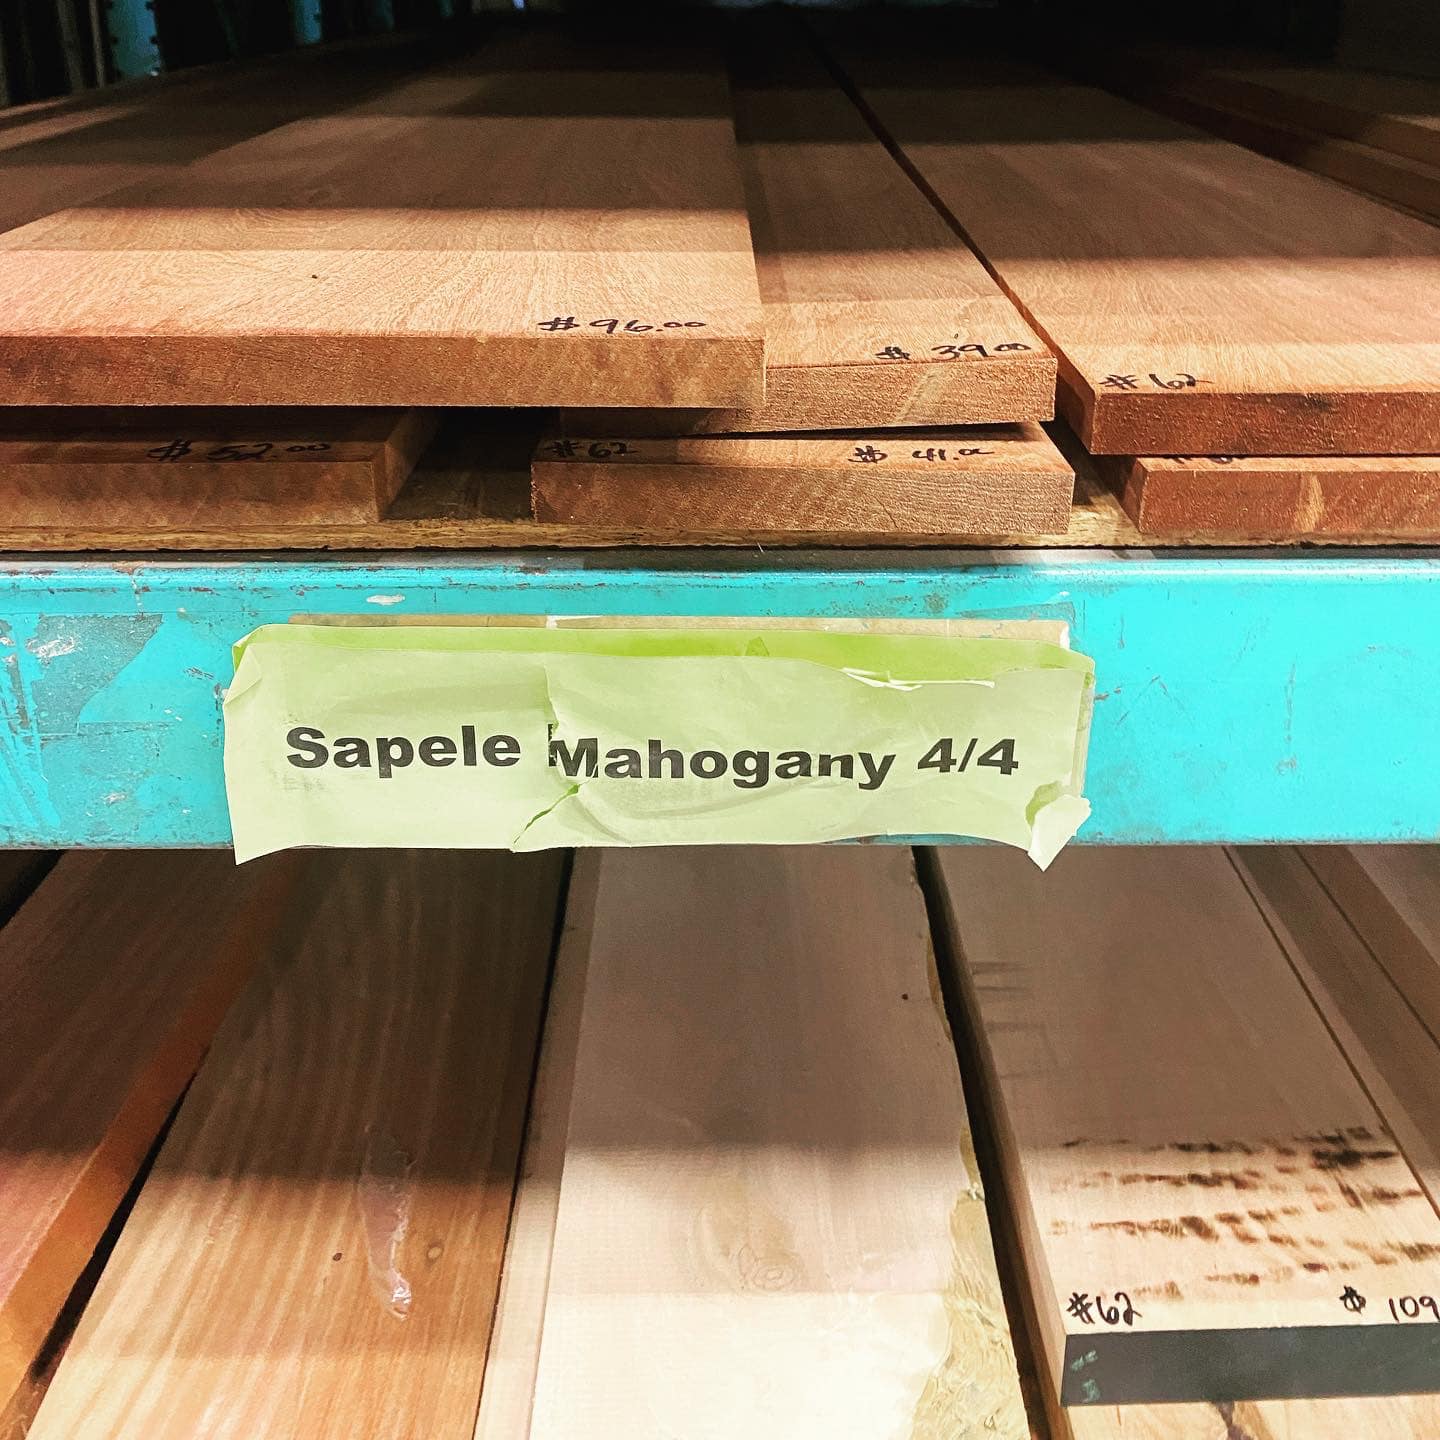 $ 96.00
$ 39.00
#62
$ 52.00
#62 $ 41.00
Sapele Mahogany 4/4
#62 $ 109